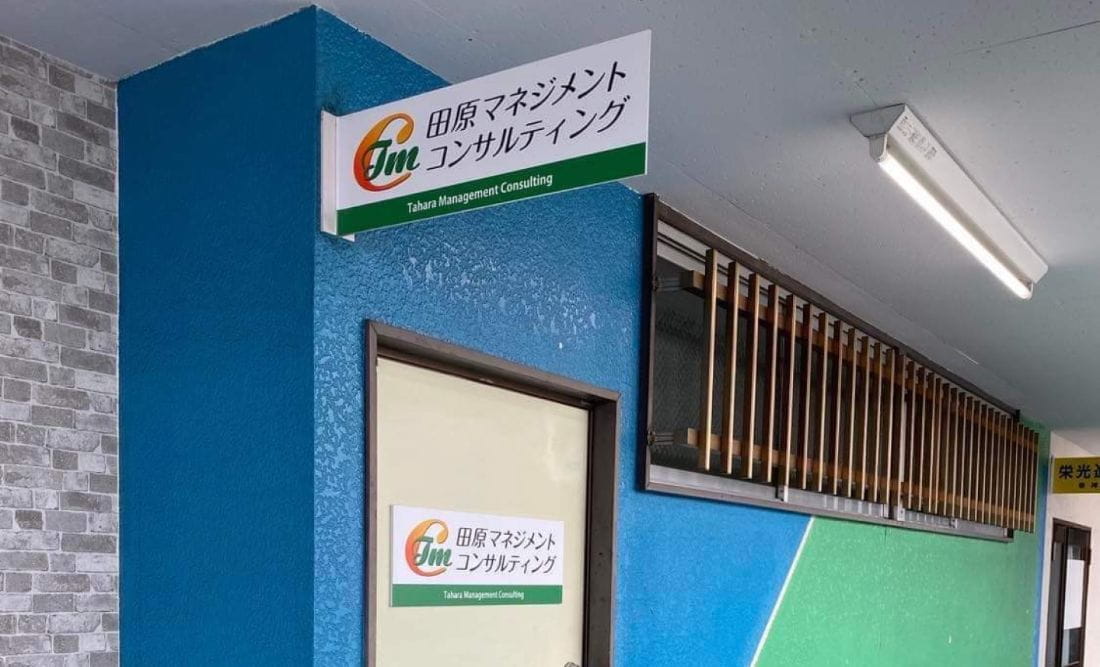 Tm
田原マネジメント
コンサルティング
Tahara Management Consulting
Tm
田原マネジメント
コンサルティング
Tahara Management Consulting
栄光